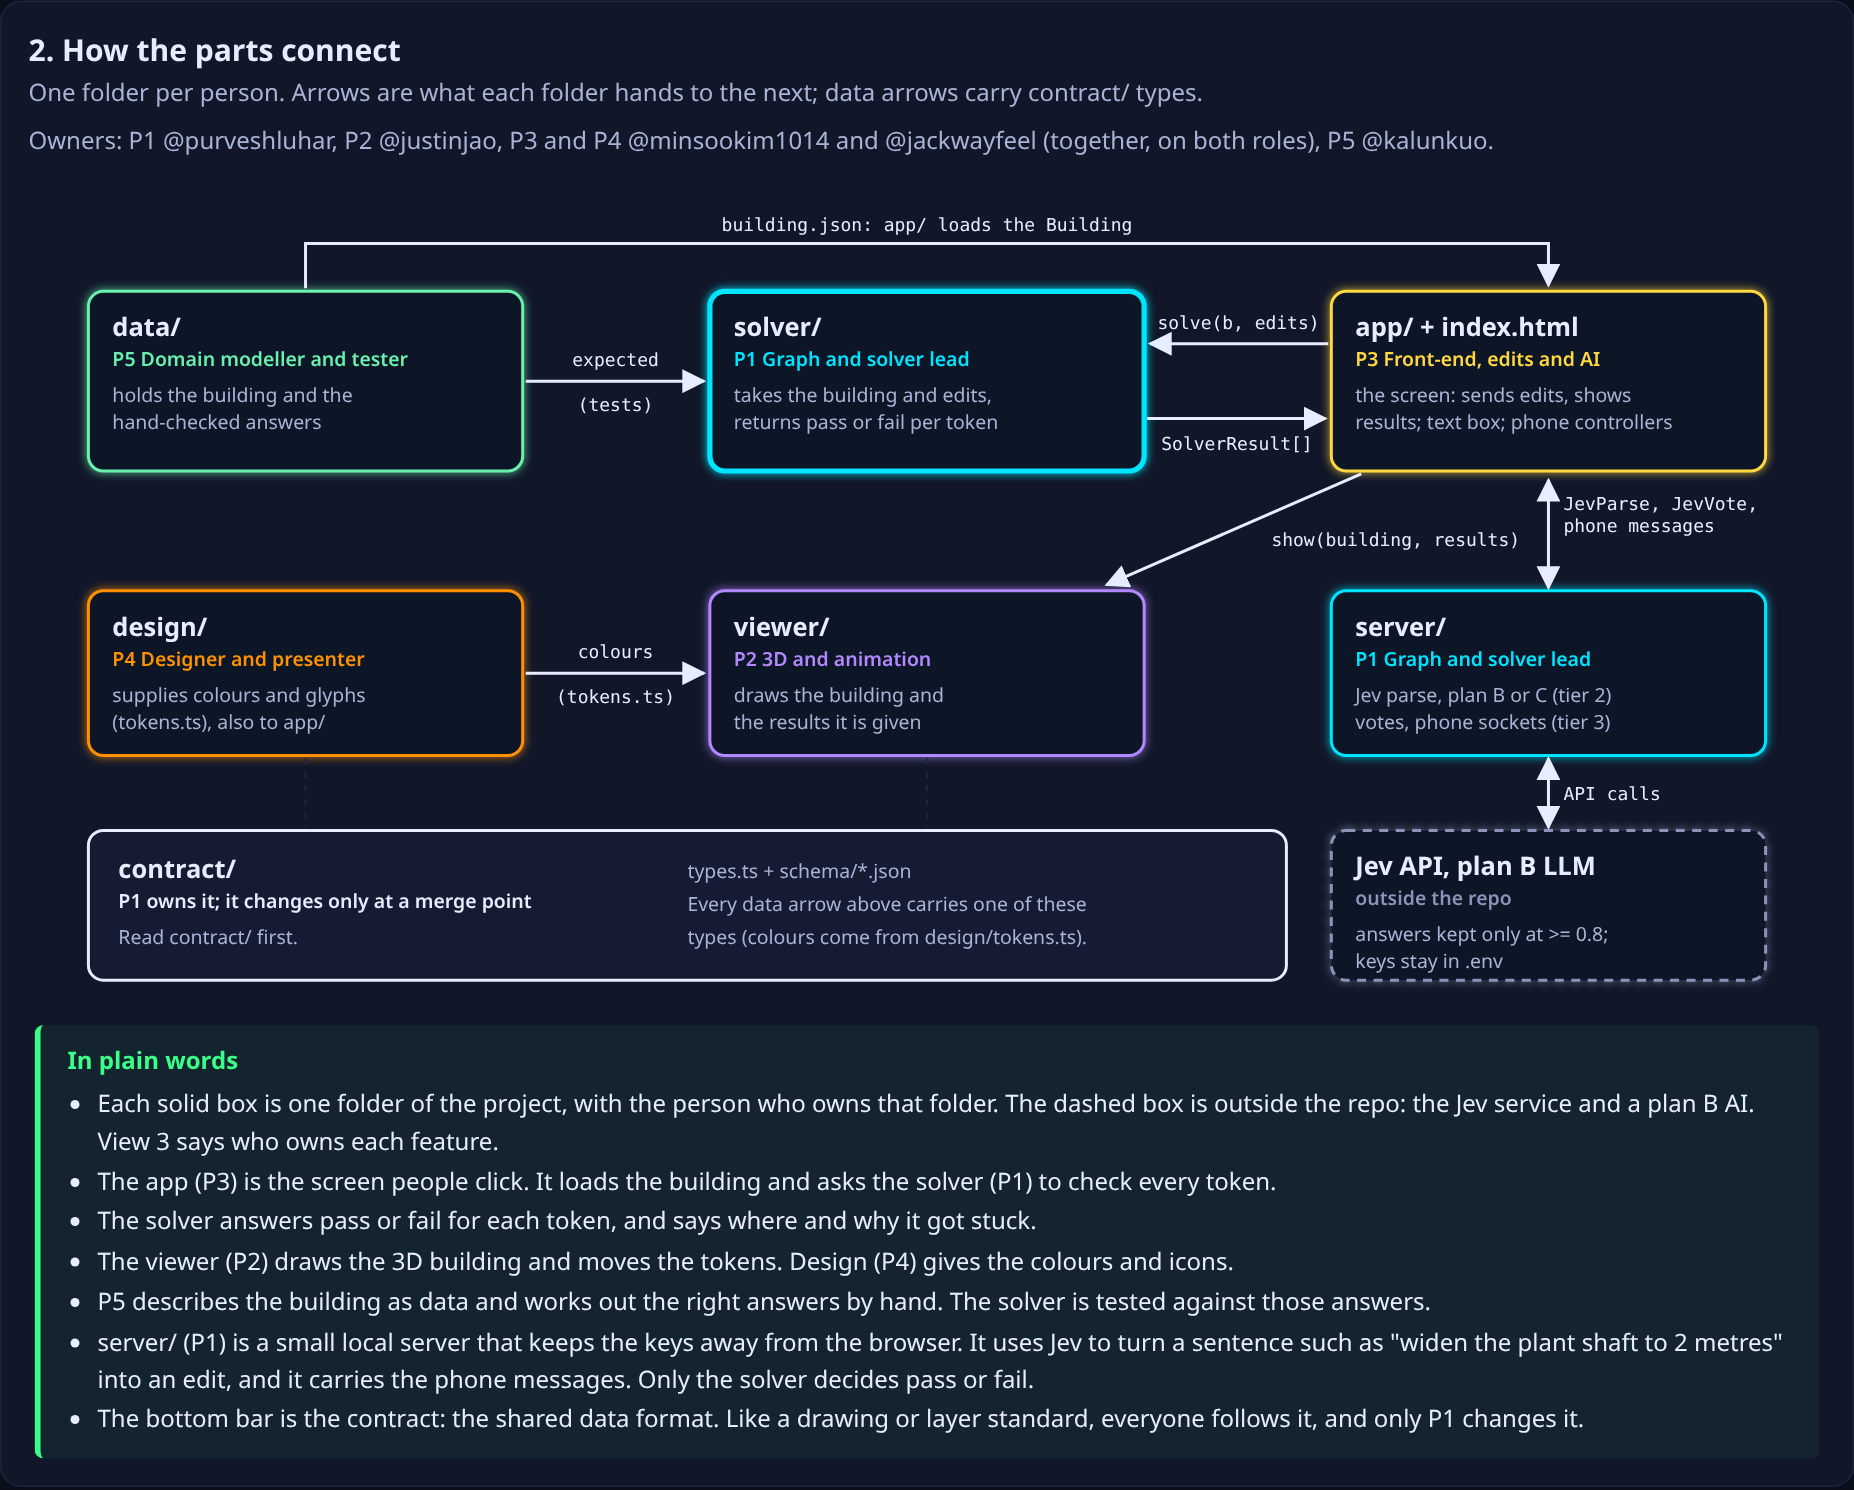 2. How the parts connect
One folder per person. Arrows are what each folder hands to the next; data arrows carry contract/ types.
Owners: P1 @purveshluhar, P2 @justinjao, P3 and P4 @minsookim1014 and @jackwayfeel (together, on both roles), P5 @kalunkuo.
building.json: app/ loads the Building
data/
P5 Domain modeller and tester
holds the building and the
hand-checked answers
expected
(tests)
solver/
P1 Graph and solver lead
takes the building and edits,
returns pass or fail per token
solve(b, edits)
SolverResult[]
app/ + index.html
P3 Front-end, edits and AI
the screen: sends edits, shows
results; text box; phone controllers
show(building, results)
JevParse, JevVote,
phone messages
design/
P4 Designer and presenter
supplies colours and glyphs
(tokens.ts), also to app/
colours
(tokens.ts)
viewer/
P2 3D and animation
draws the building and
the results it is given
server/
P1 Graph and solver lead
Jev parse, plan B or C (tier 2)
votes, phone sockets (tier 3)
API calls
contract/
P1 owns it; it changes only at a merge point
Read contract/ first.
types.ts + schema/*.json
Every data arrow above carries one of these
types (colours come from design/tokens.ts).
Jev API, plan B LLM
outside the repo
answers kept only at >= 0.8;
keys stay in .env
In plain words
• Each solid box is one folder of the project, with the person who owns that folder. The dashed box is outside the repo: the Jev service and a plan B AI.
View 3 says who owns each feature.
• The app (P3) is the screen people click. It loads the building and asks the solver (P1) to check every token.
• The solver answers pass or fail for each token, and says where and why it got stuck.
• The viewer (P2) draws the 3D building and moves the tokens. Design (P4) gives the colours and icons.
• P5 describes the building as data and works out the right answers by hand. The solver is tested against those answers.
• server/ (P1) is a small local server that keeps the keys away from the browser. It uses Jev to turn a sentence such as "widen the plant shaft to 2 metres"
into an edit, and it carries the phone messages. Only the solver decides pass or fail.
• The bottom bar is the contract: the shared data format. Like a drawing or layer standard, everyone follows it, and only P1 changes it.